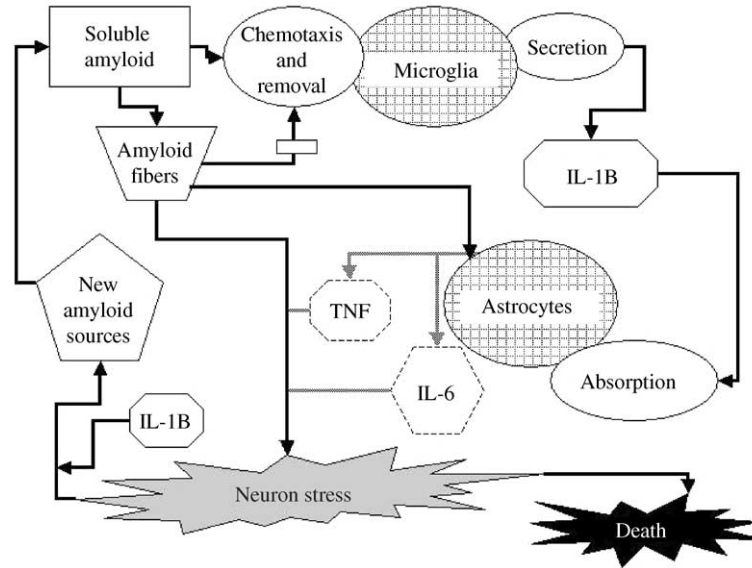 Soluble
amyloid
Chemotaxis
and
removal
Microglia
Secretion
Amyloid
fibers
IL-1B
New
amyloid
sources
TNF
Astrocytes
IL-6
Absorption
IL-1B
Neuron stress
Death